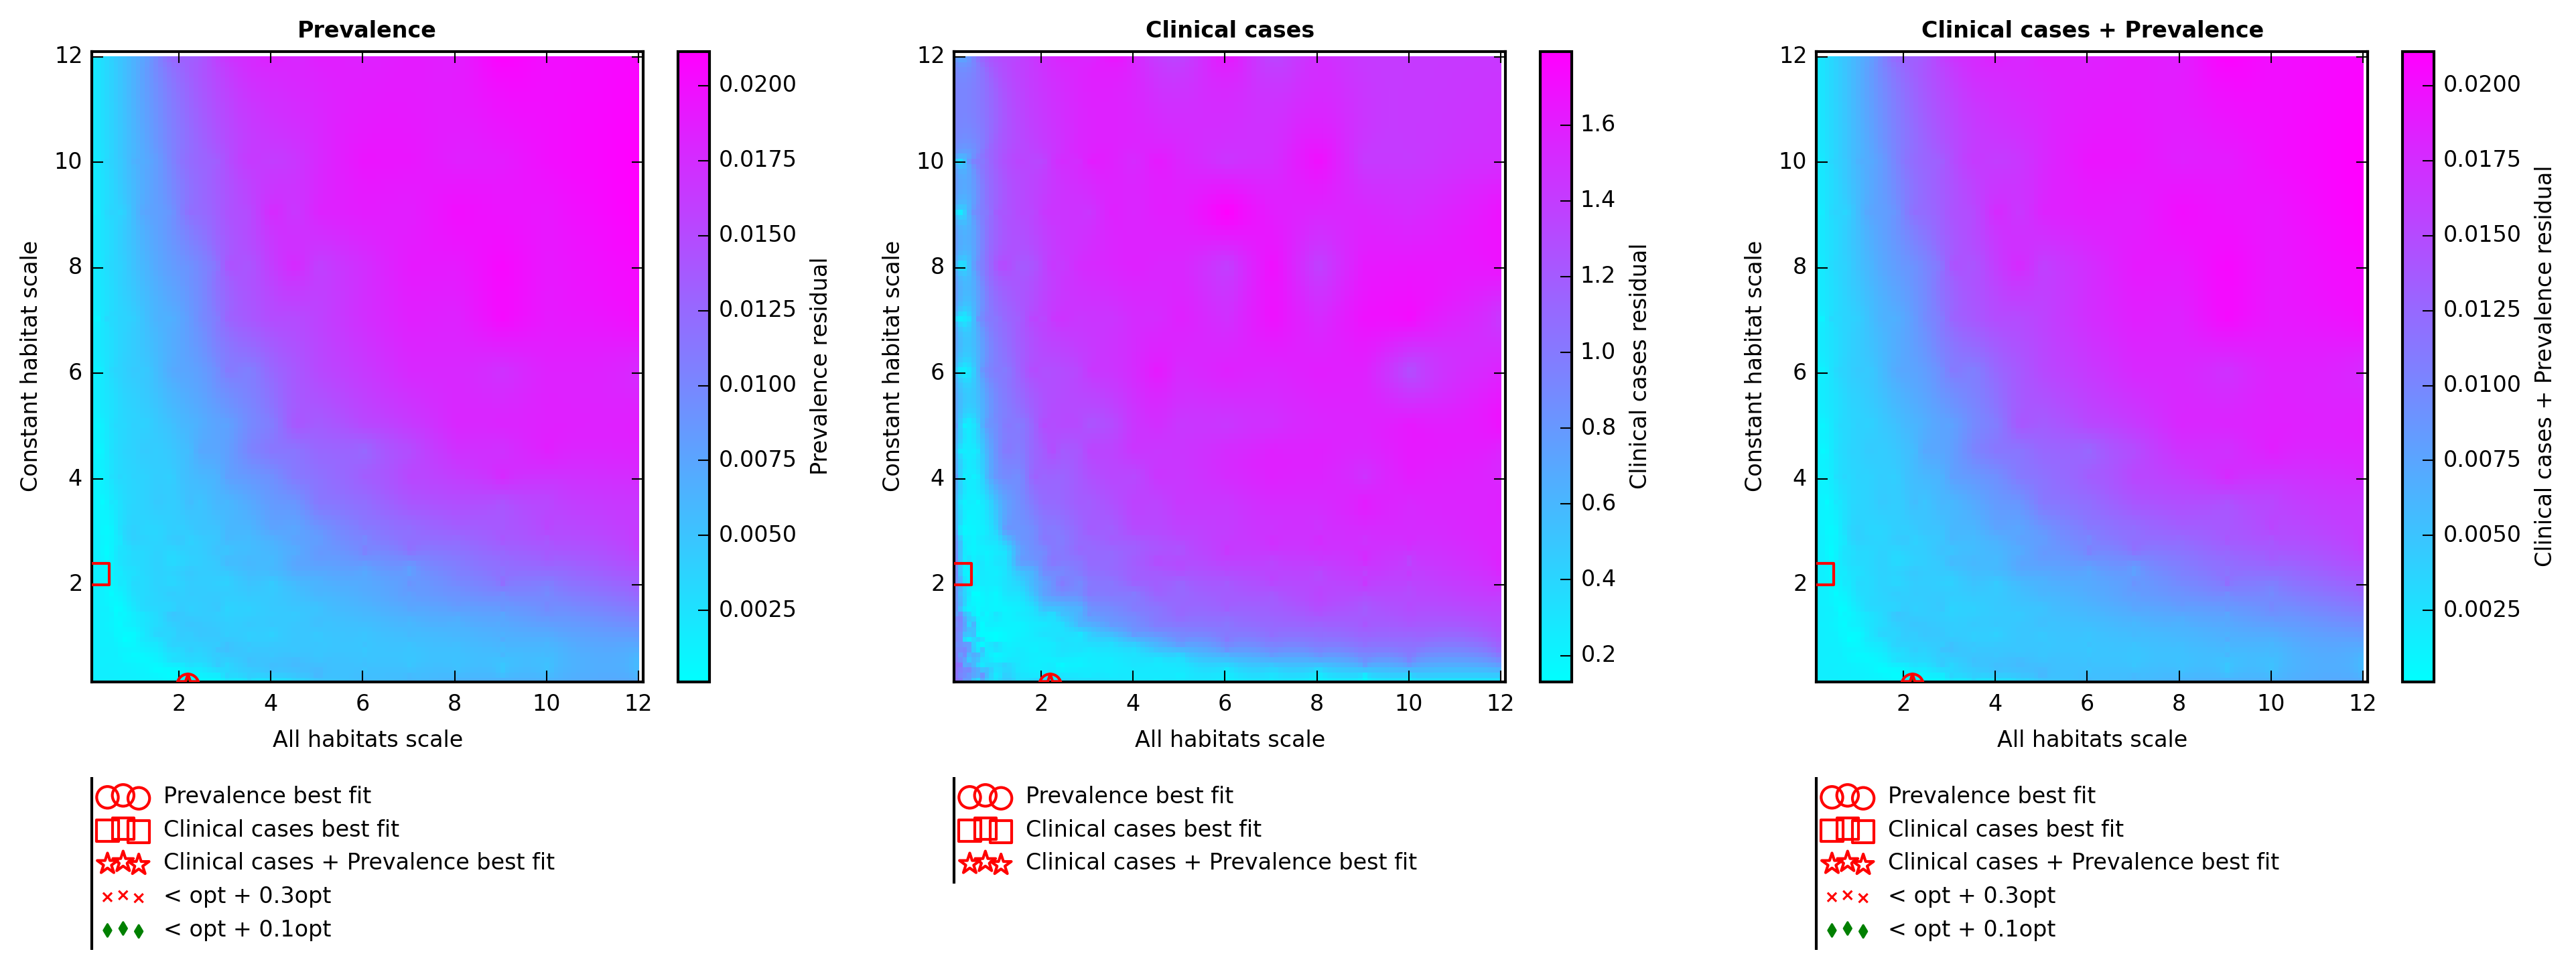 Prevalence
12
10
8
6
4
2
Constant habitat scale
2 4 6 8 10 12
All habitats scale
0.0200
0.0175
0.0150
0.0125
0.0100
0.0075
0.0050
0.0025
Prevalence residual
Prevalence best fit
Clinical cases best fit
Clinical cases + Prevalence best fit
< opt + 0.3opt
< opt + 0.1opt
Clinical cases
12
10
8
6
4
2
Constant habitat scale
2 4 6 8 10 12
All habitats scale
1.6
1.4
1.2
1.0
0.8
0.6
0.4
0.2
Clinical cases residual
Prevalence best fit
Clinical cases best fit
Clinical cases + Prevalence best fit
Clinical cases + Prevalence
12
10
8
6
4
2
Constant habitat scale
2 4 6 8 10 12
All habitats scale
0.0200
0.0175
0.0150
0.0125
0.0100
0.0075
0.0050
0.0025
Clinical cases + Prevalence residual
Prevalence best fit
Clinical cases best fit
Clinical cases + Prevalence best fit
< opt + 0.3opt
< opt + 0.1opt